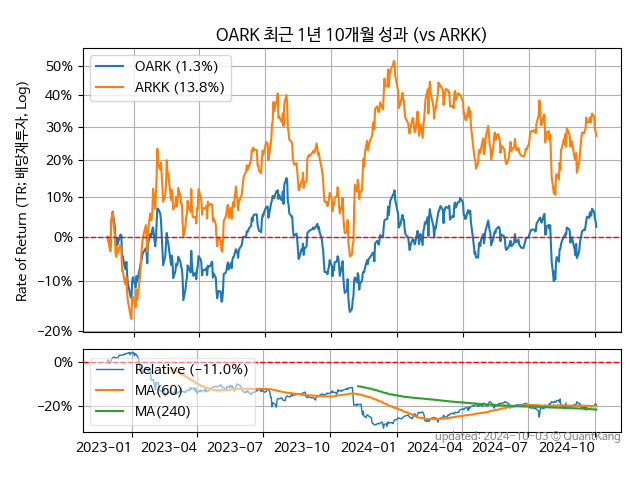 OARK 최근 1년 10개월 성과 (vs ARKK)
Rate of Return (TR: 배당재투자, Log)
OARK (1.3%)
ARKK (13.8%)
50%
40%
30%
20%
10%
0%
−10%
−20%
0%
−20%
Relative (−11.0%)
MA(60)
MA(240)
2023−01 2023−04 2023−07 2023−10 2024−01 2024−04 2024−07 2024−10
updated: 2024−10−03 © QuantKang